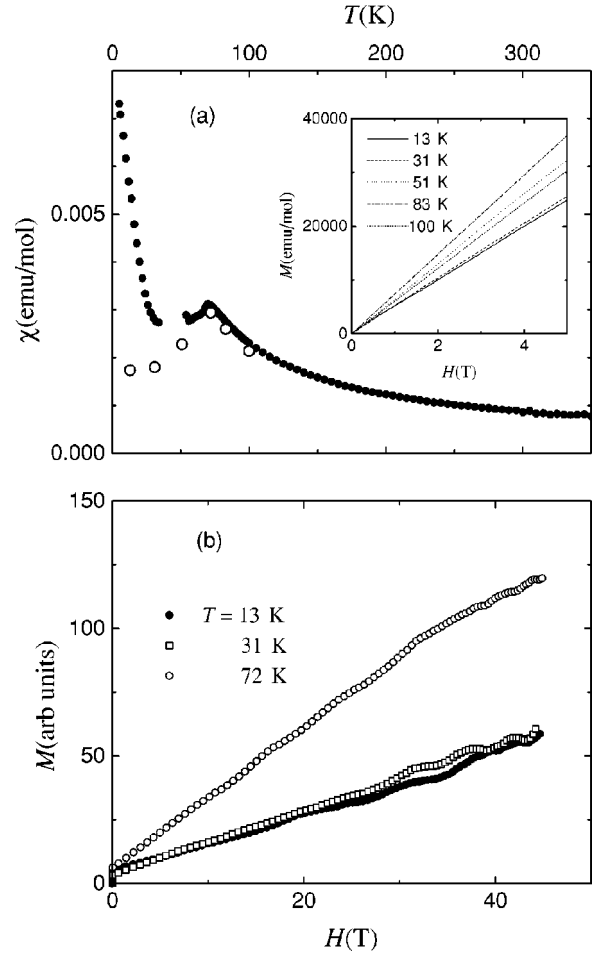 T(K)
0 100 200 300
(a)
χ(emu/mol)
0.005
0.000
40000
20000
0
M(emu/mol)
13 K
31 K
51 K
83 K
100 K
0 2 4
H(T)
(b)
M(arb units)
150
100
50
0
T = 13 K
31 K
72 K
0 20 40
H(T)